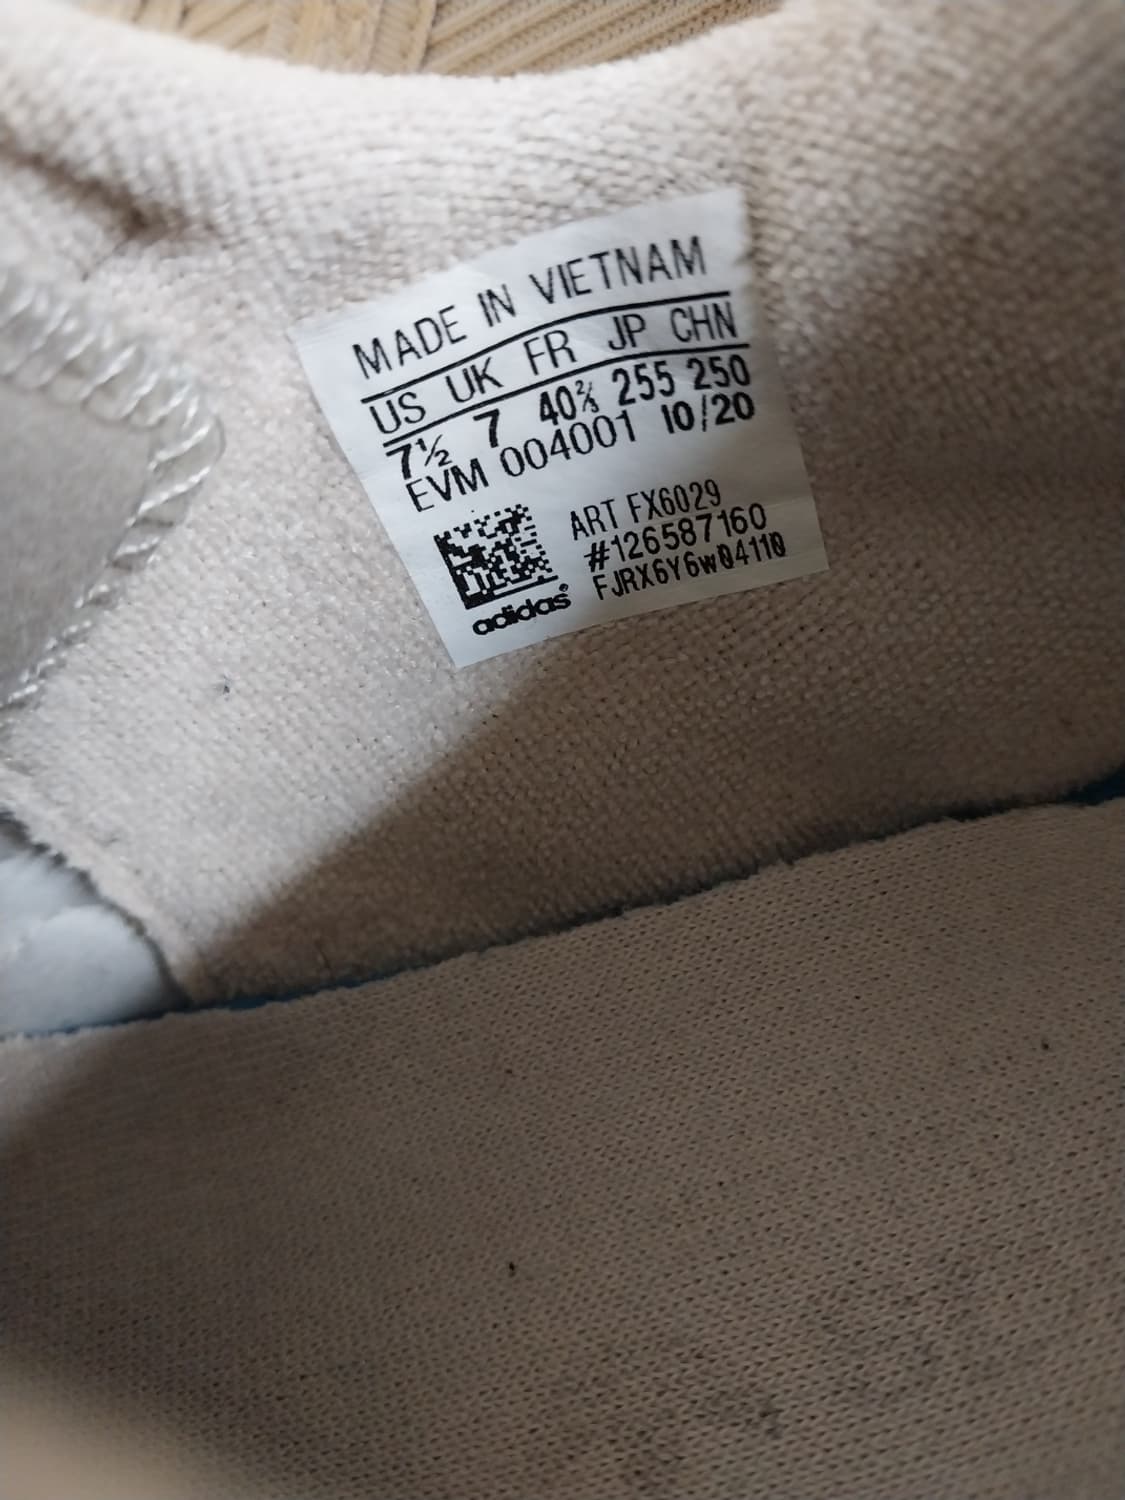 MADE IN VIETNAM
US UK FR JP CHN
7½ 7 40⅔ 255 250
EVM 004001 10/20
ART FX6029
#126587160
FJRX6Y6w04110
adidas®